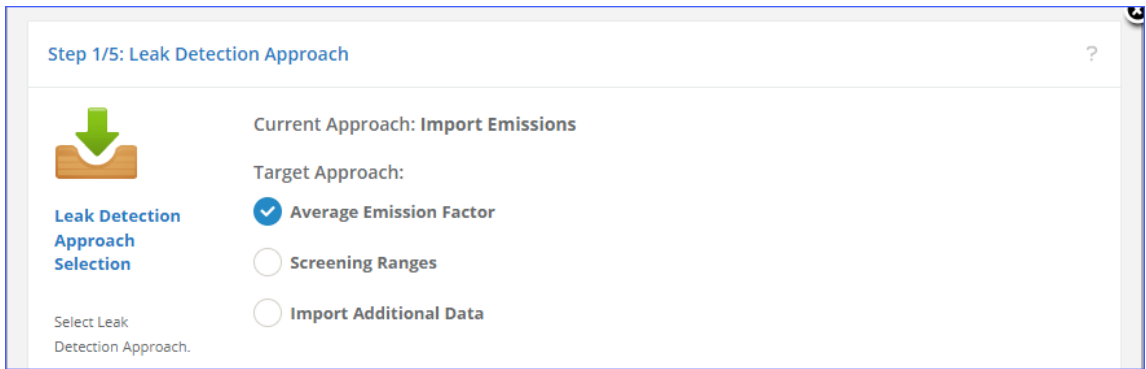 Step 1/5: Leak Detection Approach
?
Current Approach: Import Emissions
Target Approach:
Average Emission Factor
Screening Ranges
Import Additional Data
Leak Detection
Approach
Selection
Select Leak
Detection Approach.